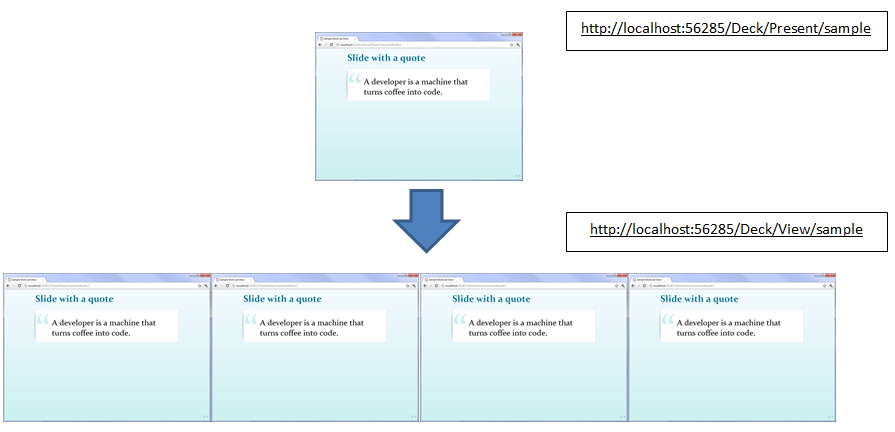 http://localhost:56285/Deck/Present/sample
Slide with a quote
“ A developer is a machine that
turns coffee into code.
http://localhost:56285/Deck/View/sample
Slide with a quote
“ A developer is a machine that
turns coffee into code.
Slide with a quote
“ A developer is a machine that
turns coffee into code.
Slide with a quote
“ A developer is a machine that
turns coffee into code.
Slide with a quote
“ A developer is a machine that
turns coffee into code.